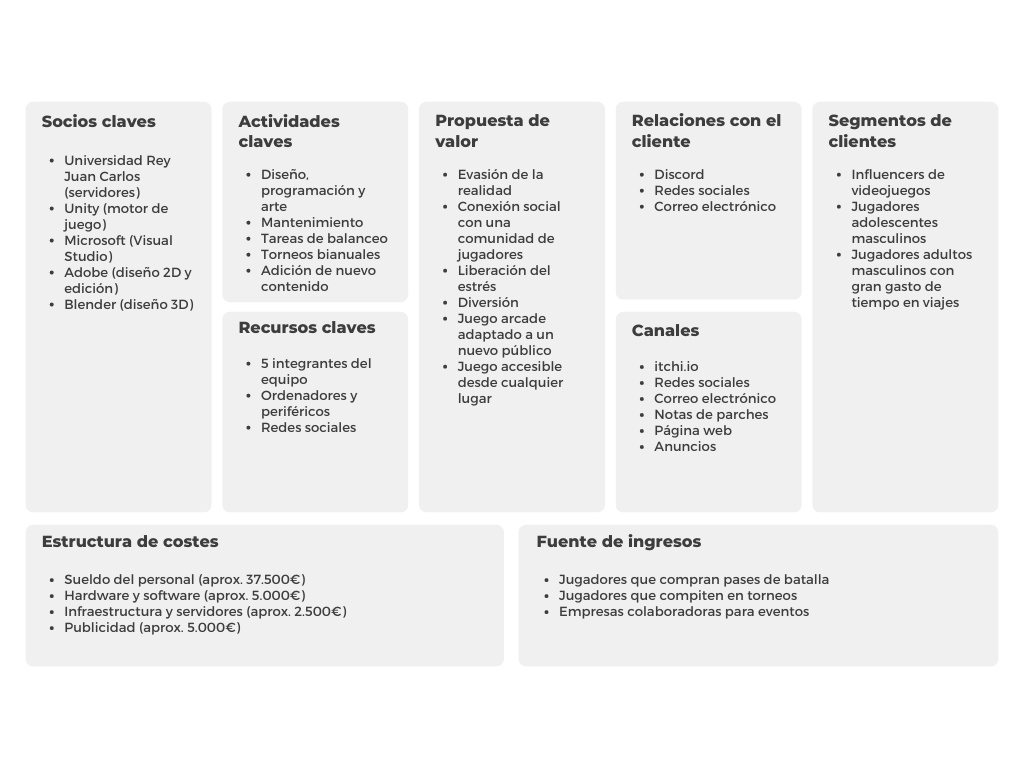 Socios claves
• Universidad Rey
Juan Carlos
(servidores)
• Unity (motor de
juego)
• Microsoft (Visual
Studio)
• Adobe (diseño 2D y
edición)
• Blender (diseño 3D)
Actividades
claves
• Diseño,
programación y
arte
• Mantenimiento
• Tareas de balanceo
• Torneos bianuales
• Adición de nuevo
contenido
Recursos claves
• 5 integrantes del
equipo
• Ordenadores y
periféricos
• Redes sociales
Propuesta de
valor
• Evasión de la
realidad
• Conexión social
con una
comunidad de
jugadores
• Liberación del
estrés
• Diversión
• Juego arcade
adaptado a un
nuevo público
• Juego accesible
desde cualquier
lugar
Relaciones con el
cliente
• Discord
• Redes sociales
• Correo electrónico
Canales
• itchi.io
• Redes sociales
• Correo electrónico
• Notas de parches
• Página web
• Anuncios
Segmentos de
clientes
• Influencers de
videojuegos
• Jugadores
adolescentes
masculinos
• Jugadores adultos
masculinos con
gran gasto de
tiempo en viajes
Estructura de costes
• Sueldo del personal (aprox. 37.500€)
• Hardware y software (aprox. 5.000€)
• Infraestructura y servidores (aprox. 2.500€)
• Publicidad (aprox. 5.000€)
Fuente de ingresos
• Jugadores que compran pases de batalla
• Jugadores que compiten en torneos
• Empresas colaboradoras para eventos